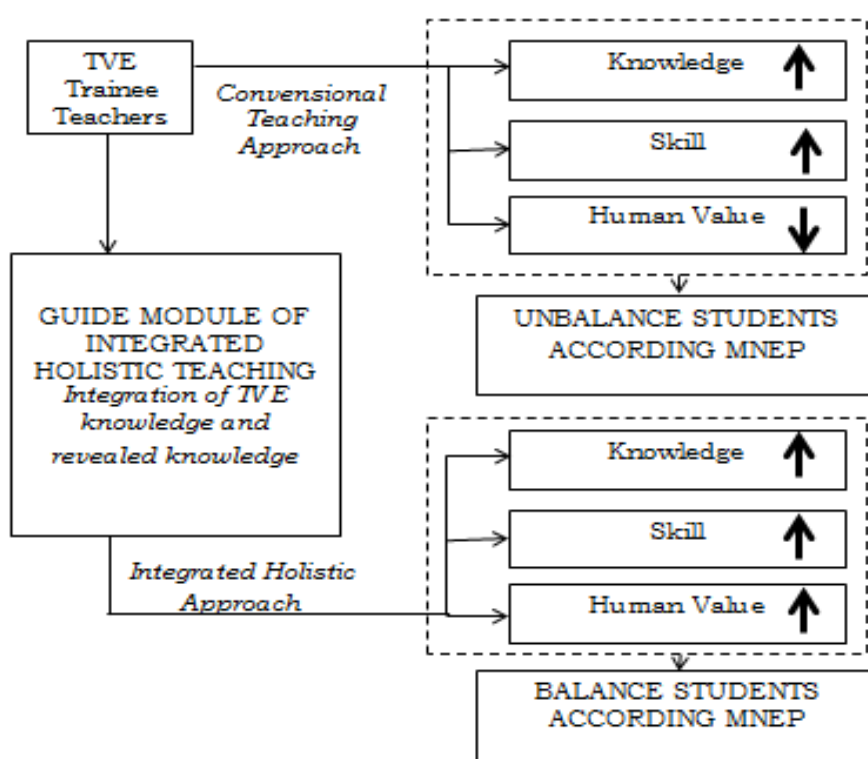 TVE
Trainee
Teachers
Convensional
Teaching
Approach
Knowledge
Skill
Human Value
UNBALANCE STUDENTS
ACCORDING MNEP
GUIDE MODULE OF
INTEGRATED
HOLISTIC TEACHING
Integration of TVE
knowledge and
revealed knowledge
Integrated Holistic
Approach
Knowledge
Skill
Human Value
BALANCE STUDENTS
ACCORDING MNEP